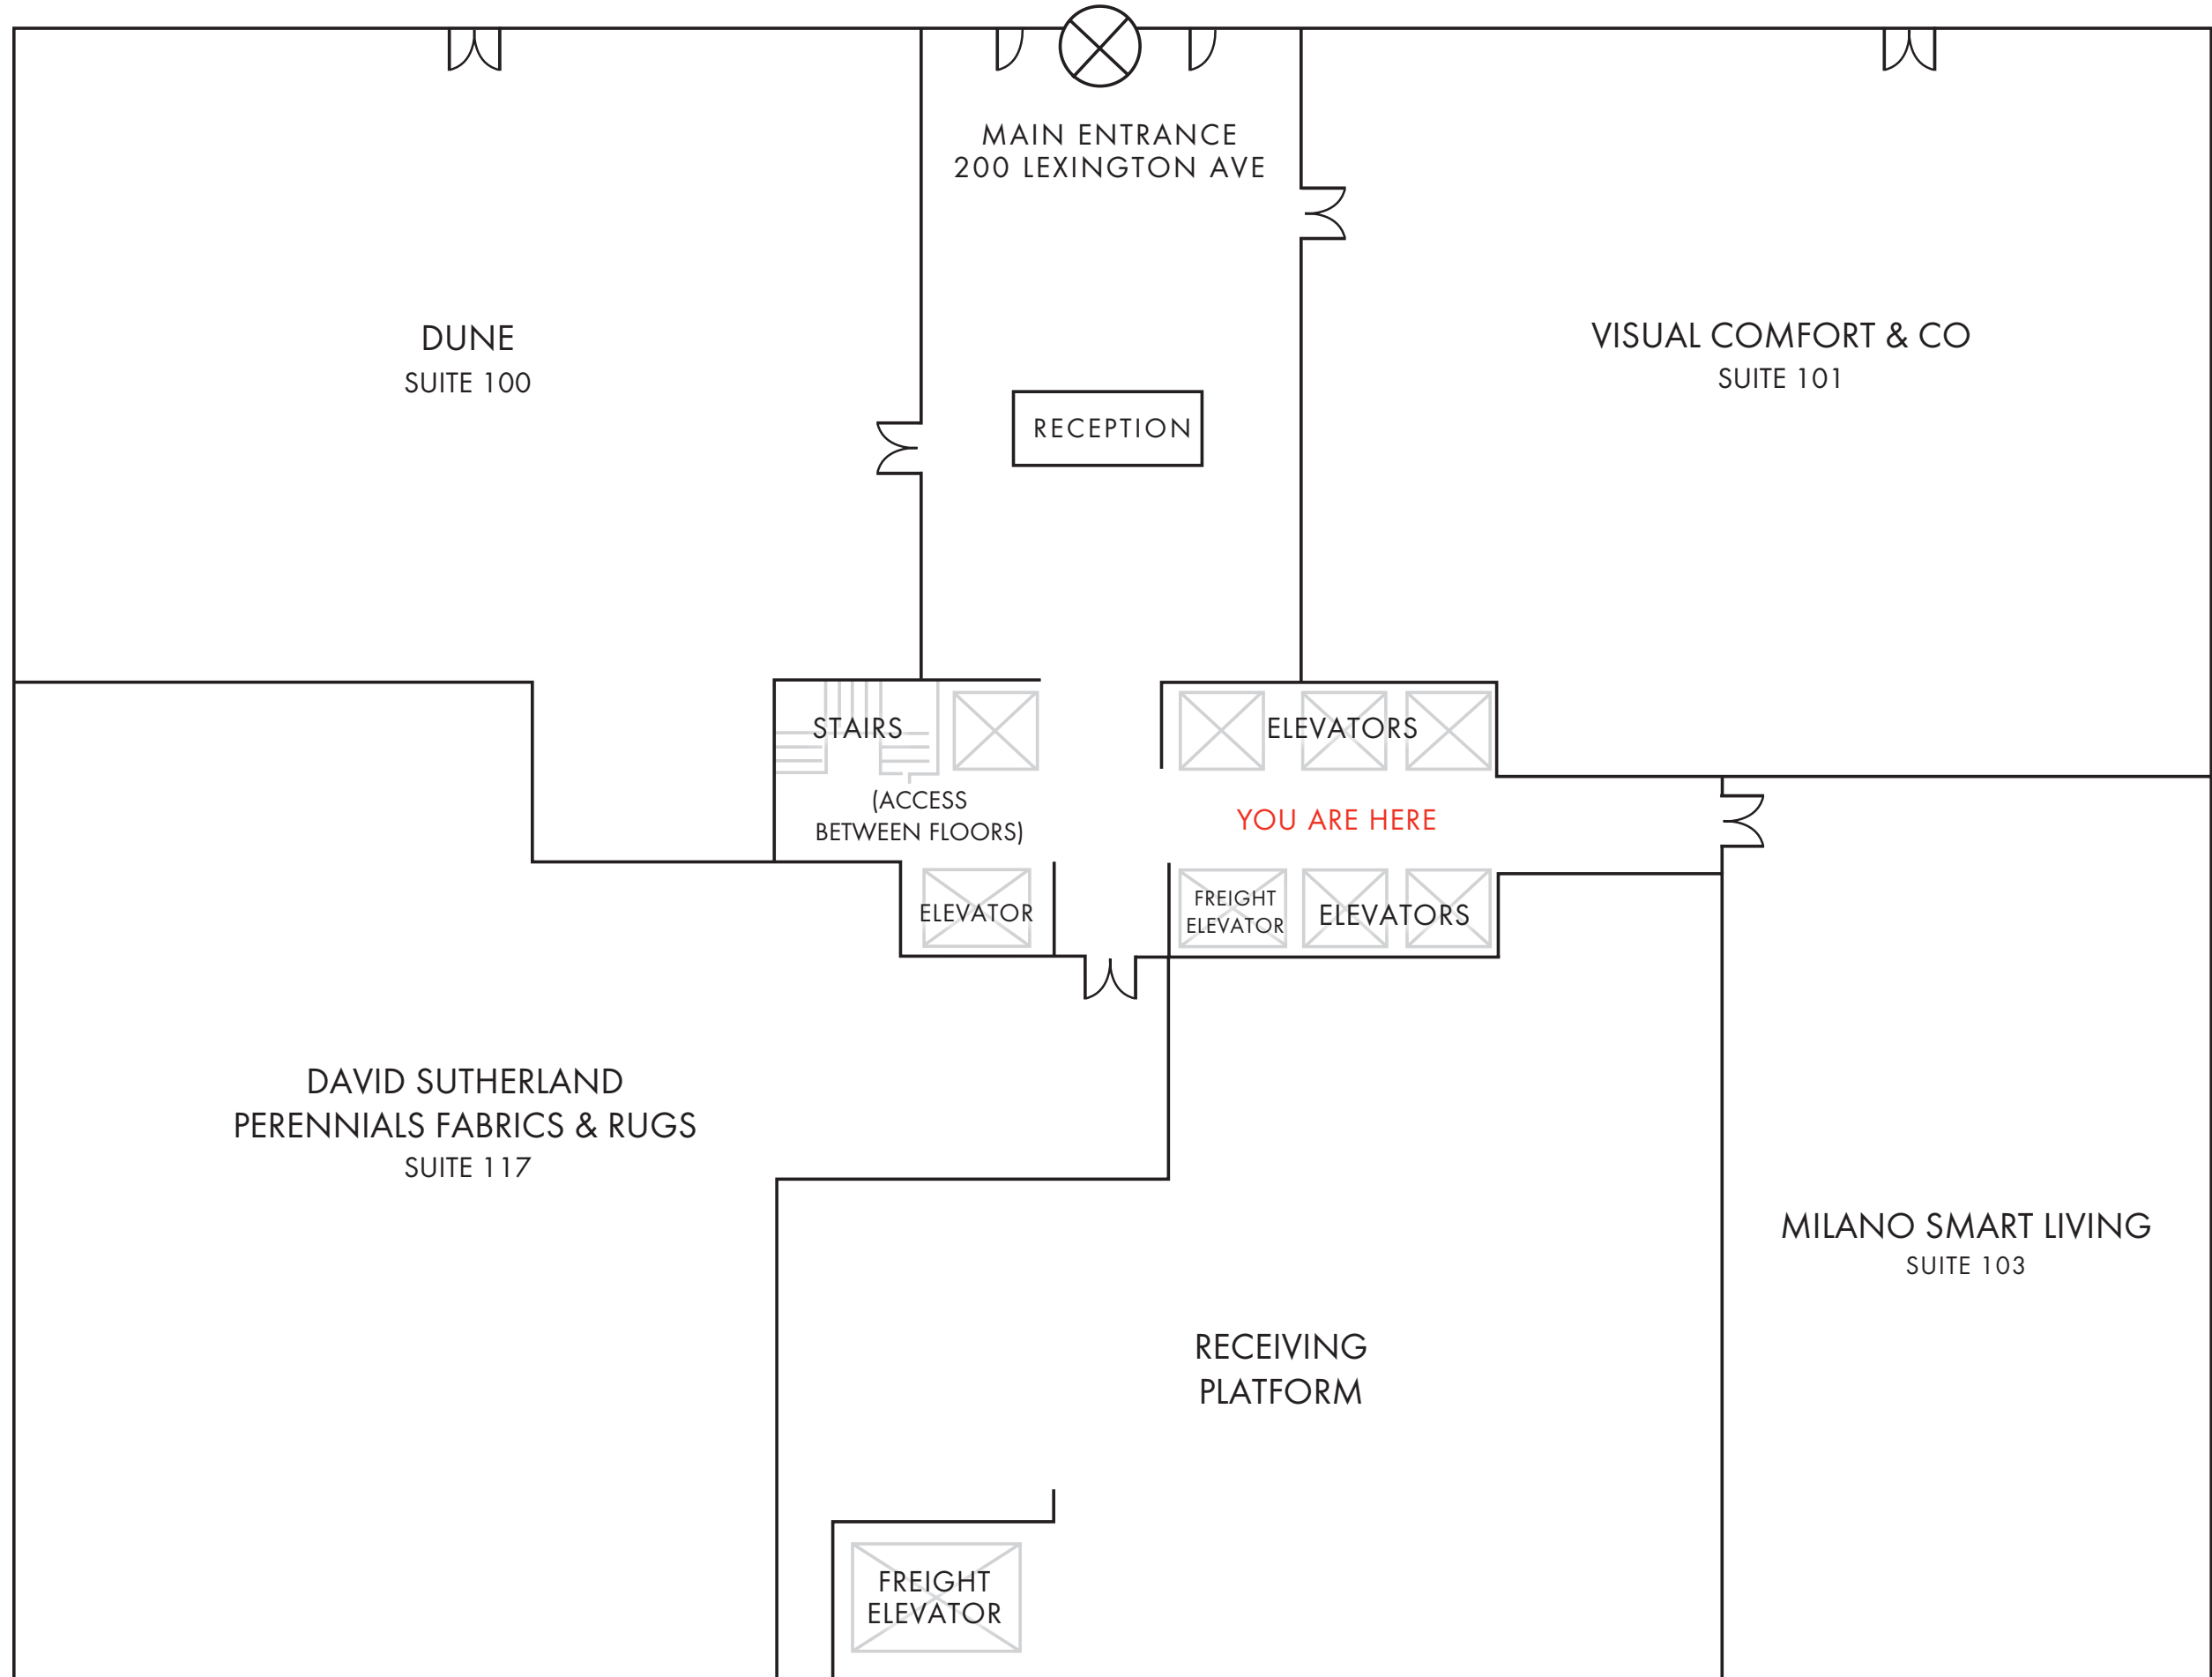 MAIN ENTRANCE
200 LEXINGTON AVE
DUNE
SUITE 100
VISUAL COMFORT & CO
SUITE 101
RECEPTION
STAIRS
ELEVATORS
(ACCESS
BETWEEN FLOORS)
YOU ARE HERE
ELEVATOR
FREIGHT
ELEVATOR
ELEVATORS
DAVID SUTHERLAND
PERENNIALS FABRICS & RUGS
SUITE 117
MILANO SMART LIVING
SUITE 103
RECEIVING
PLATFORM
FREIGHT
ELEVATOR